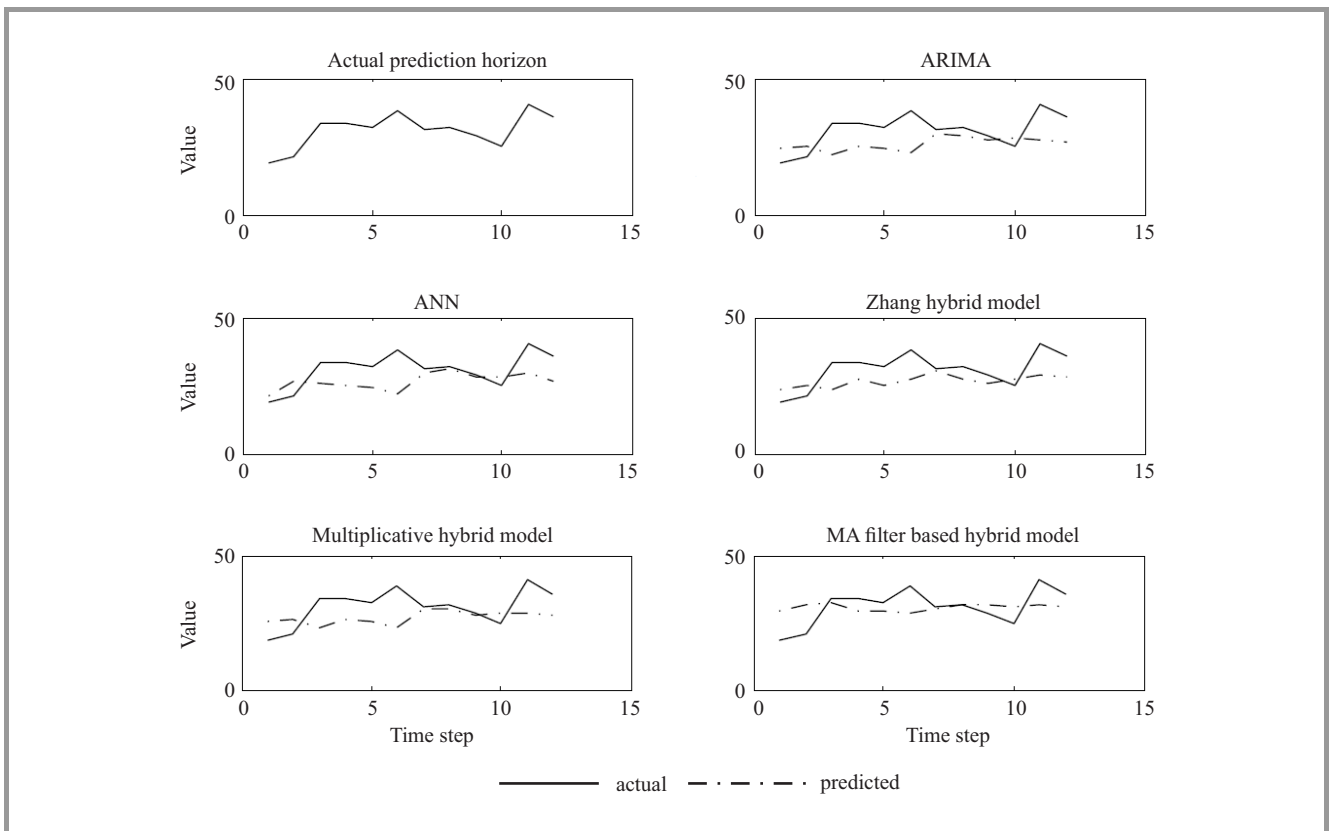 Actual prediction horizon
50
Value
0
0 5 10 15
ARIMA
50
0
0 5 10 15
ANN
50
Value
0
0 5 10 15
Zhang hybrid model
50
0
0 5 10 15
Multiplicative hybrid model
50
Value
0
0 5 10 15
Time step
MA filter based hybrid model
50
0
0 5 10 15
Time step
actual predicted